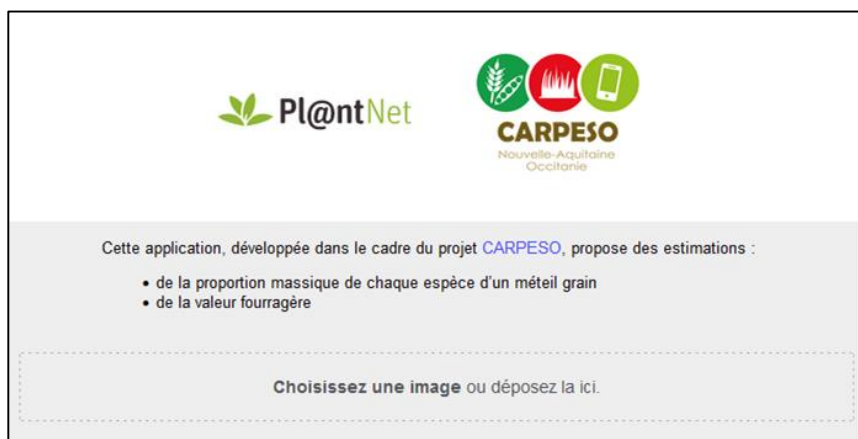 Pl@ntNet
CARPESO
Nouvelle-Aquitaine
Occitanie
Cette application, développée dans le cadre du projet CARPESO, propose des estimations :
• de la proportion massique de chaque espèce d'un méteil grain
• de la valeur fourragère
Choisissez une image ou déposez la ici.